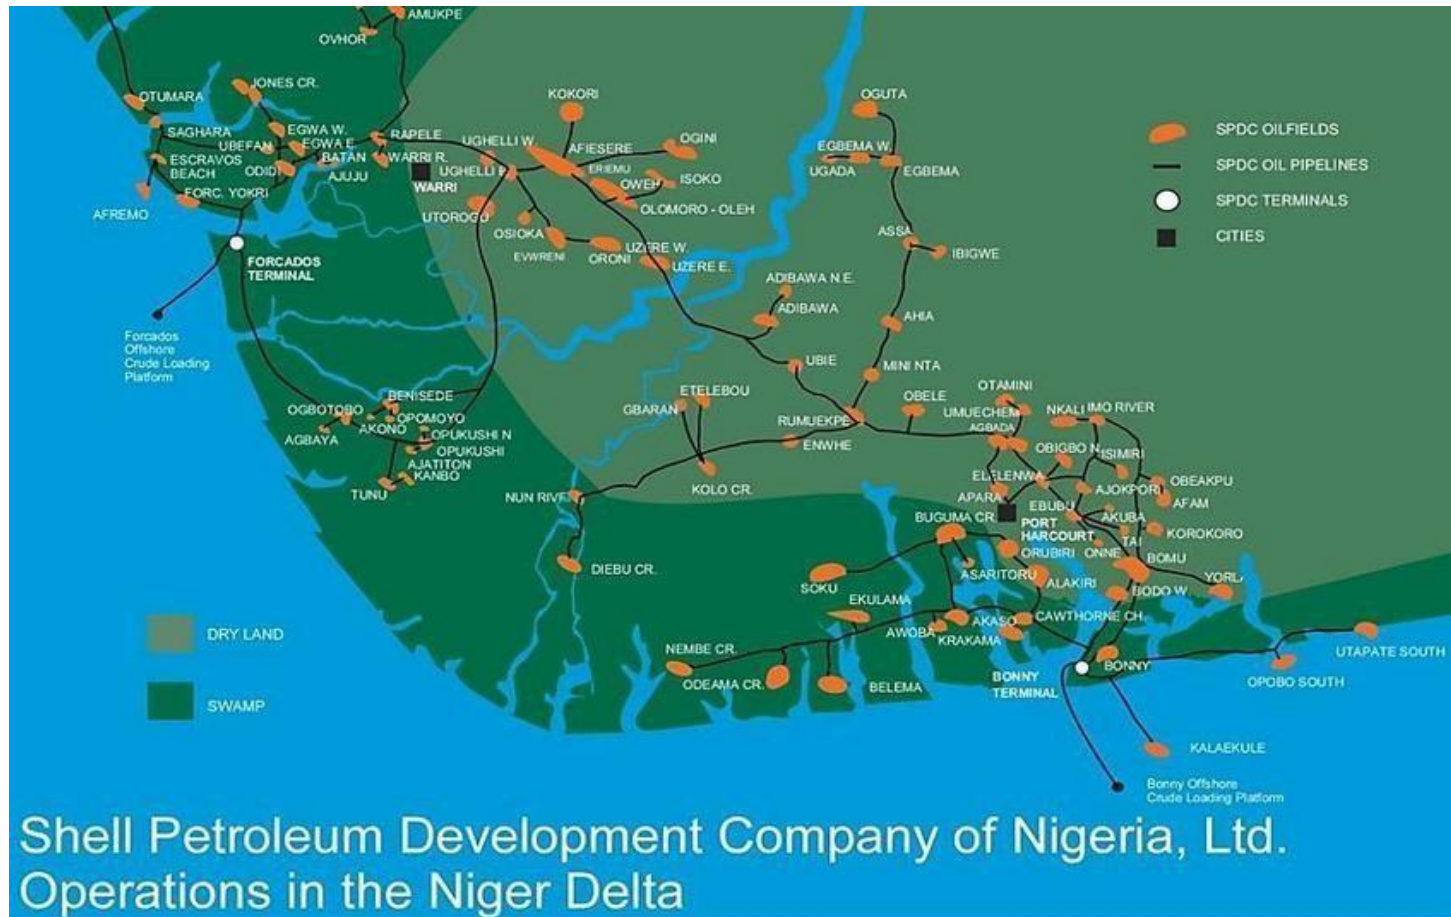 AMUKPE
OVHOR
JONES CR.
OTUMARA
KOKORI
OGUTA
SPDC OILFIELDS
SAGHARA
EGWA W.
RAPELE
UGHELLI W.
AFIESERE
OGINI
UBEFAN
EGWA E.
EGBEMA W.
ESCRAVOS
BEACH
BATAN
WARRI R.
ERIEMU
SPDC OIL PIPELINES
ODIDI
AJUJU
UGHELLI E
OWEH
ISOKO
UGADA
EGBEMA
FORC. YOKRI
WARRI
SPDC TERMINALS
AFREMO
UTOROGU
OLOMORO - OLEH
OSIOKA
ASSA
CITIES
EVWRENI
ORONI
UZERE W.
UZERE E.
IBIGWE
FORCADOS
TERMINAL
ADIBAWA N.E.
ADIBAWA
AHIA
Forcados
Offshore
Crude Loading
Platform
UBIE
MINI NTA
BENISEDE
ETELEBOU
OTAMINI
OBELE
OGBOTOBO
OPOMOYO
GBARAN
RUMUEKPE
UMUECHEM
NKALI
IMO RIVER
AGBAYA
AKONO
OPUKUSHI N
AGBADA
OPUKUSHI
ENWHE
OBIGBO N.
ISIMIRI
AJATITON
KANBO
ELELENWA
TUNU
NUN RIVE
KOLO CR.
APARA
AJOKPORI
OBEAKPU
AFAM
BUGUMA CR.
EBUBU
AKUBA
PORT
HARCOURT
TAI
KOROKORO
ORUBIRI
ONNE
BOMU
DIEBU CR.
SOKU
ASARITORU
ALAKIRI
YORL
BODO W.
EKULAMA
DRY LAND
AWOBA
KRAKAMA
AKASO
CAWTHORNE CH.
NEMBE CR.
ODEAMA CR.
BELEMA
BONNY
TERMINAL
BONNY
UTAPATE SOUTH
OPOBO SOUTH
SWAMP
KALAEKULE
Bonny Offshore
Crude Loading Platform
Shell Petroleum Development Company of Nigeria, Ltd.
Operations in the Niger Delta